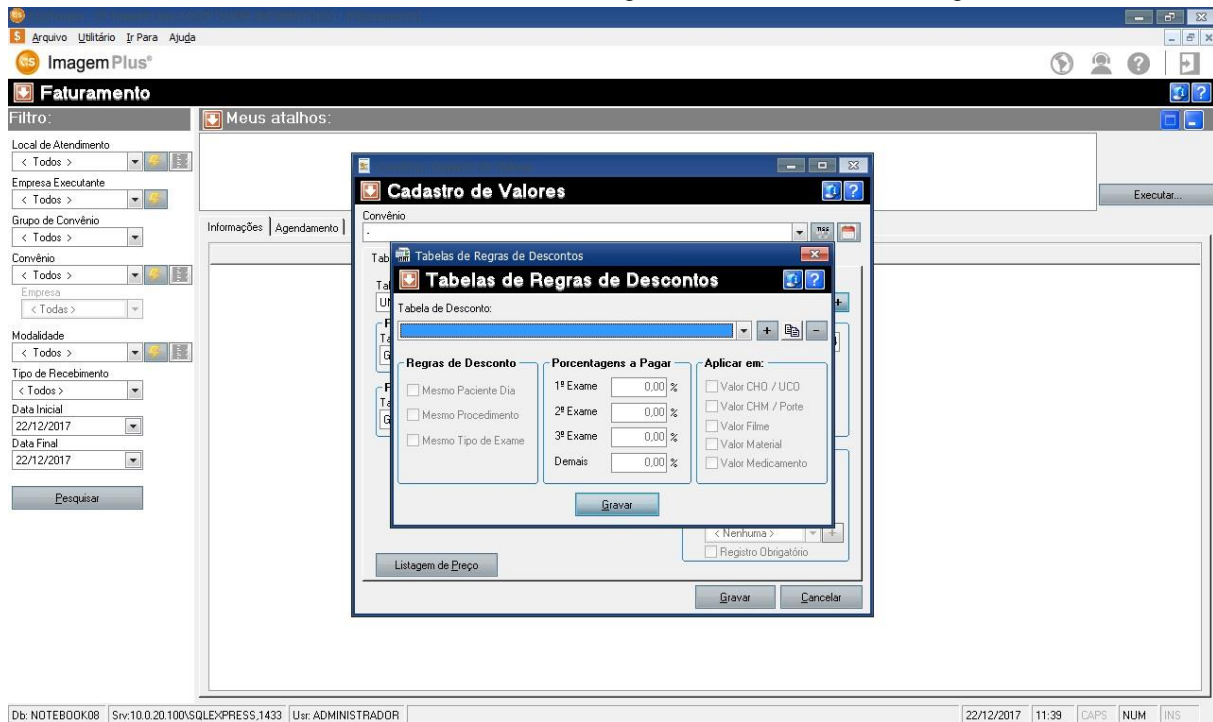 Arquivo Utilitário Ir Para Ajuda
GS ImagemPlus®
Faturamento
Filtro:
Meus atalhos:
Local de Atendimento
< Todos >
Empresa Executante
< Todos >
Grupo de Convênio
< Todos >
Convênio
< Todos >
Empresa
< Todas >
Modalidade
< Todos >
Tipo de Recebimento
< Todos >
Data Inicial
22/12/2017
Data Final
22/12/2017
Pesquisar
Executar...
Informações Agendamento
Cadastro de Valores
Convênio
-
Tab
Tabelas de Regras de Descontos
Tabelas de Regras de Descontos
Tabela de Desconto:
+ -
Regras de Desconto
Mesmo Paciente Dia
Mesmo Procedimento
Mesmo Tipo de Exame
Porcentagens a Pagar
1º Exame 0,00 %
2º Exame 0,00 %
3º Exame 0,00 %
Demais 0,00 %
Aplicar em:
Valor CHO / UCO
Valor CHM / Porte
Valor Filme
Valor Material
Valor Medicamento
Gravar
< Nenhuma > +
Registro Obrigatório
Listagem de Preço
Gravar Cancelar
Db: NOTEBOOK08 Srv:10.0.20.100\SQLEXPRESS,1433 Usr: ADMINISTRADOR 22/12/2017 11:39 CAPS NUM INS